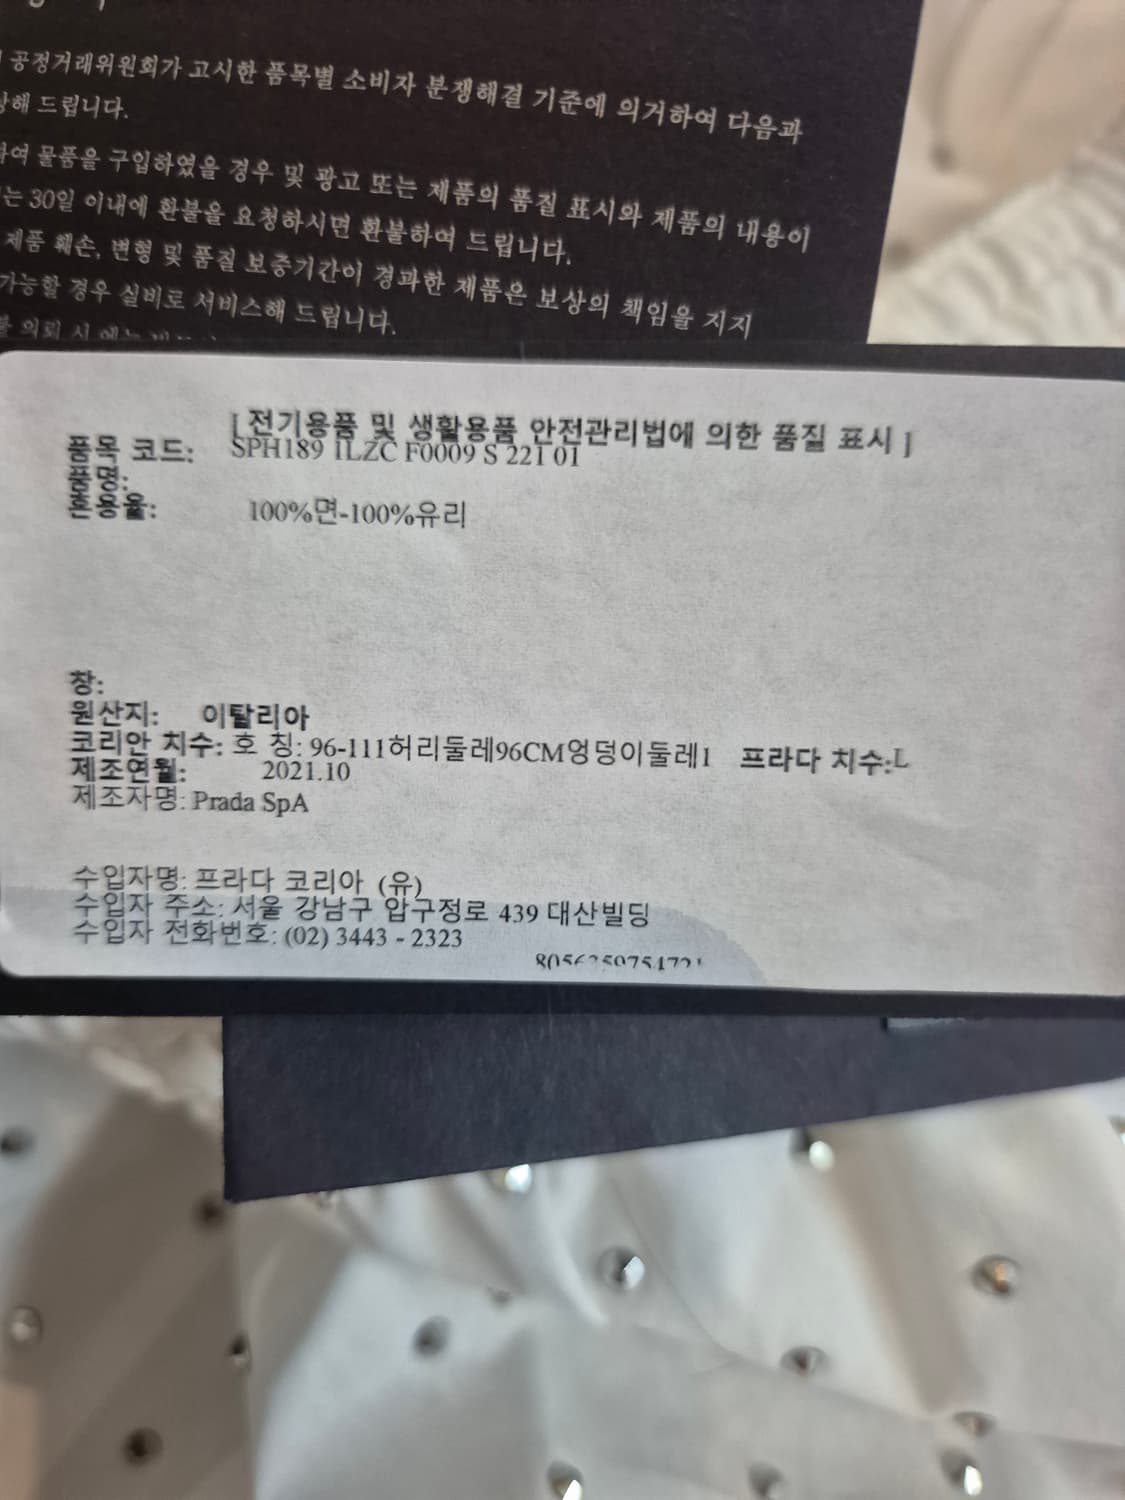 공정거래위원회가 고시한 품목별 소비자 분쟁해결 기준에 의거하여 다음과
상해 드립니다.
하여 물품을 구입하였을 경우 및 광고 또는 제품의 품질 표시와 제품의 내용이
는 30일 이내에 환불을 요청하시면 환불하여 드립니다.
제품 훼손, 변형 및 품질 보증기간이 경과한 제품은 보상의 책임을 지지
가능할 경우 실비로 서비스해 드립니다.
의뢰 시
[ 전기용품 및 생활용품 안전관리법에 의한 품질 표시 ]
품목 코드: SPH189 1LZC F0009 S 221 01
품명:
혼용율: 100%면-100%유리
창:
원산지: 이탈리아
코리안 치수: 호 칭: 96-111허리둘레96CM엉덩이둘레1 프라다 치수:L
제조연월: 2021.10
제조자명: Prada SpA
수입자명: 프라다 코리아 (유)
수입자 주소: 서울 강남구 압구정로 439 대산빌딩
수입자 전화번호: (02) 3443 - 2323